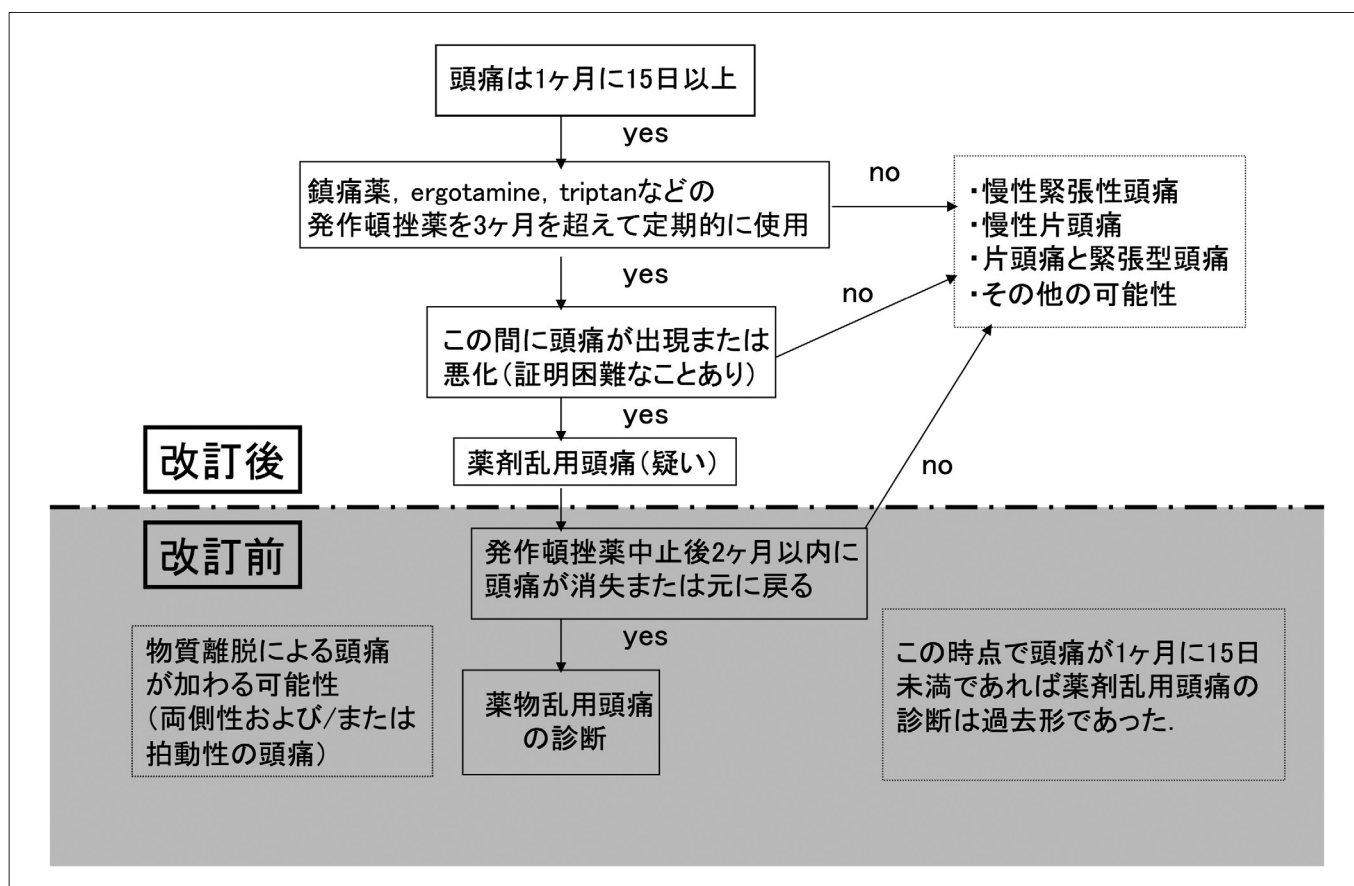 頭痛は1ヶ月に15日以上
yes
鎮痛薬, ergotamine, triptanなどの
発作頓挫薬を3ヶ月を超えて定期的に使用
no
・慢性緊張性頭痛
・慢性片頭痛
・片頭痛と緊張型頭痛
・その他の可能性
yes
no
この間に頭痛が出現または
悪化(証明困難なことあり)
yes
改訂後
薬剤乱用頭痛(疑い)
no
改訂前
発作頓挫薬中止後2ヶ月以内に
頭痛が消失または元に戻る
yes
物質離脱による頭痛
が加わる可能性
(両側性および/または
拍動性の頭痛)
薬物乱用頭痛
の診断
この時点で頭痛が1ヶ月に15日
未満であれば薬剤乱用頭痛の
診断は過去形であった.